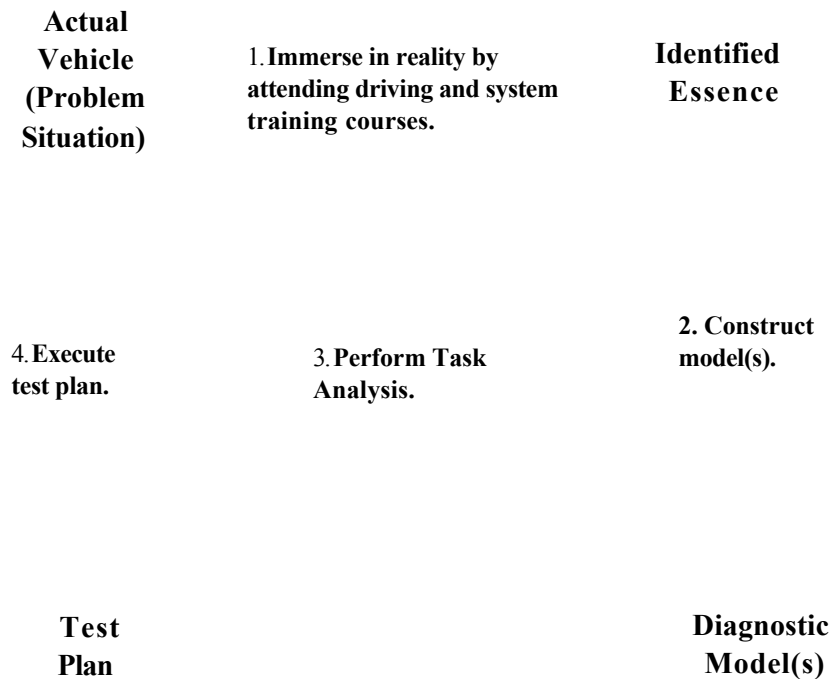 Actual
Vehicle
(Problem
Situation)
1.Immerse in reality by
attending driving and system
training courses.
Identified
Essence
4.Execute
test plan.
3.Perform Task
Analysis.
2. Construct
model(s).
Test
Plan
Diagnostic
Model(s)